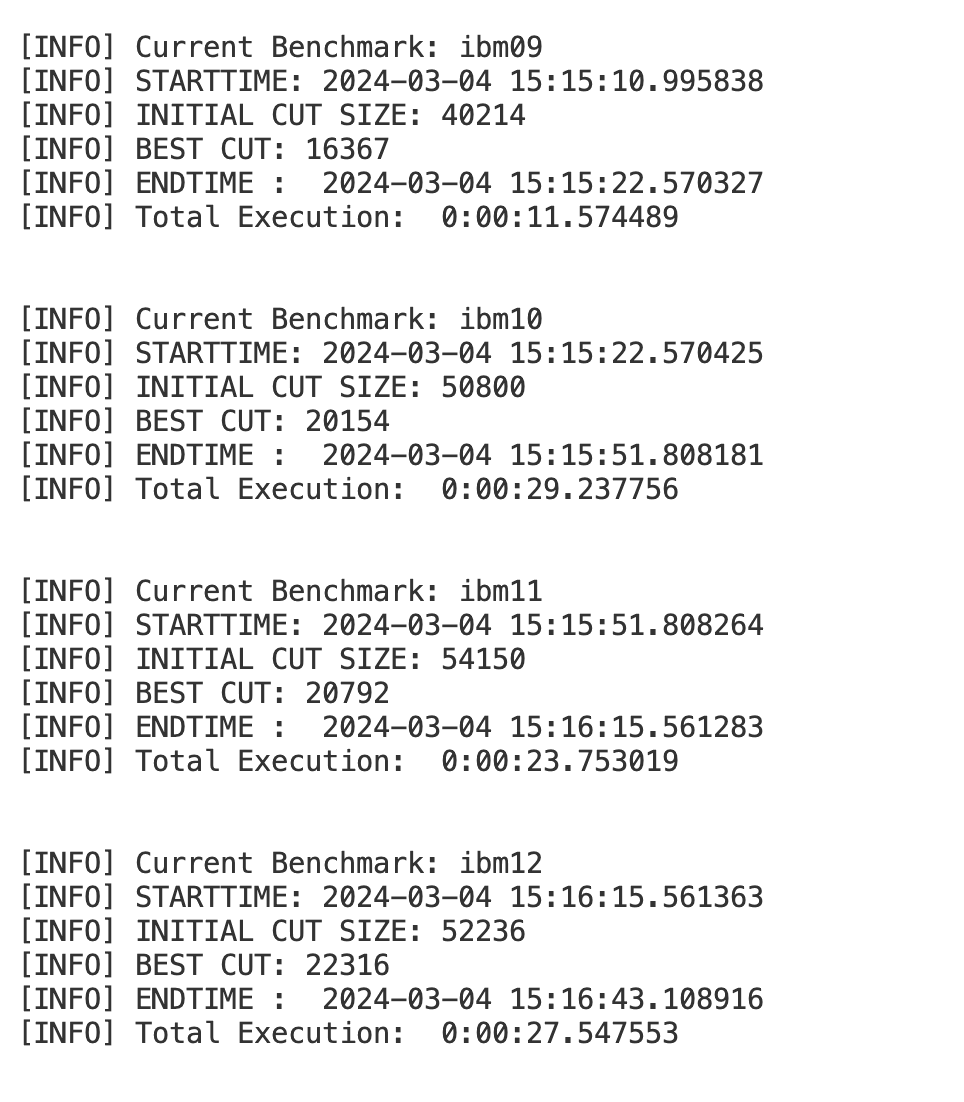 [INFO] Current Benchmark: ibm09
[INFO] STARTTIME: 2024-03-04 15:15:10.995838
[INFO] INITIAL CUT SIZE: 40214
[INFO] BEST CUT: 16367
[INFO] ENDTIME :  2024-03-04 15:15:22.570327
[INFO] Total Execution:  0:00:11.574489
[INFO] Current Benchmark: ibm10
[INFO] STARTTIME: 2024-03-04 15:15:22.570425
[INFO] INITIAL CUT SIZE: 50800
[INFO] BEST CUT: 20154
[INFO] ENDTIME :  2024-03-04 15:15:51.808181
[INFO] Total Execution:  0:00:29.237756
[INFO] Current Benchmark: ibm11
[INFO] STARTTIME: 2024-03-04 15:15:51.808264
[INFO] INITIAL CUT SIZE: 54150
[INFO] BEST CUT: 20792
[INFO] ENDTIME :  2024-03-04 15:16:15.561283
[INFO] Total Execution:  0:00:23.753019
[INFO] Current Benchmark: ibm12
[INFO] STARTTIME: 2024-03-04 15:16:15.561363
[INFO] INITIAL CUT SIZE: 52236
[INFO] BEST CUT: 22316
[INFO] ENDTIME :  2024-03-04 15:16:43.108916
[INFO] Total Execution:  0:00:27.547553